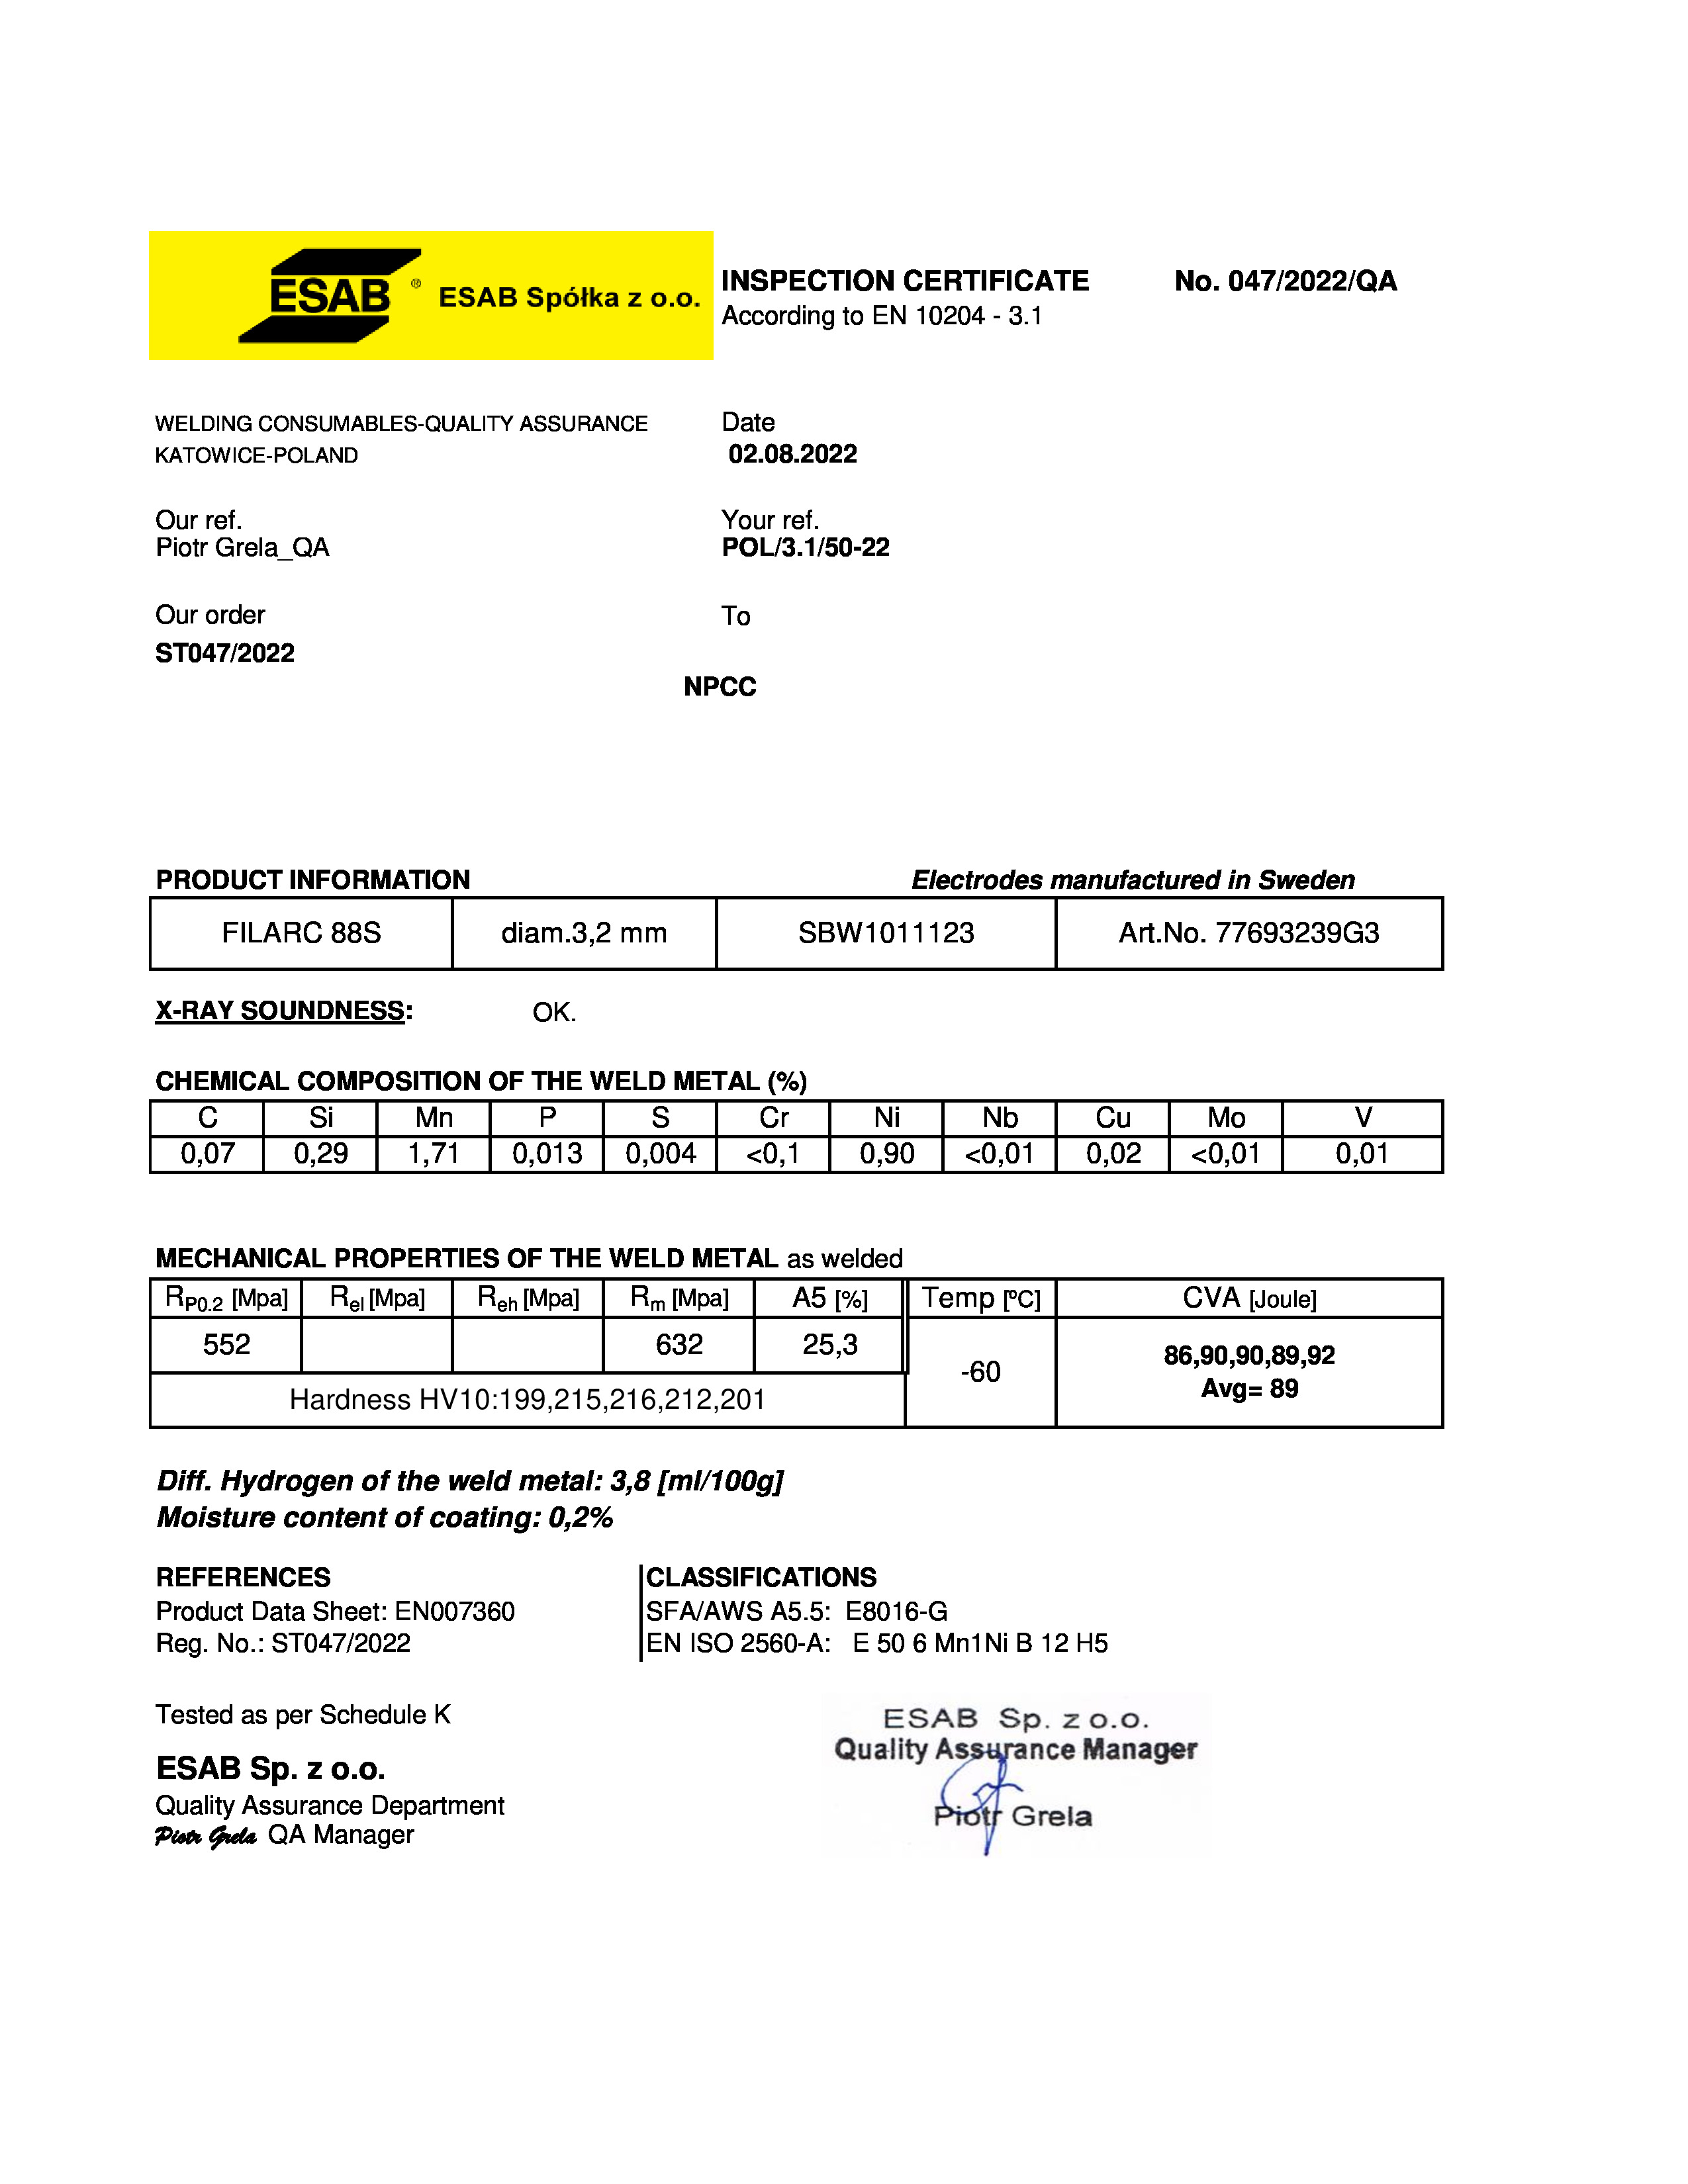 ESAB ® ESAB Spółka z o.o.
INSPECTION CERTIFICATE No. 047/2022/QA
According to EN 10204 - 3.1
WELDING CONSUMABLES-QUALITY ASSURANCE
KATOWICE-POLAND
Date
02.08.2022
Our ref.
Piotr Grela_QA
Your ref.
POL/3.1/50-22
Our order
ST047/2022
To
NPCC
PRODUCT INFORMATION Electrodes manufactured in Sweden
FILARC 88S diam.3,2 mm SBW1011123 Art.No. 77693239G3
X-RAY SOUNDNESS: OK.
CHEMICAL COMPOSITION OF THE WELD METAL (%)
C Si Mn P S Cr Ni Nb Cu Mo V
0,07 0,29 1,71 0,013 0,004 <0,1 0,90 <0,01 0,02 <0,01 0,01
MECHANICAL PROPERTIES OF THE WELD METAL as welded
RP0.2 [Mpa] Rel [Mpa] Reh [Mpa] Rm [Mpa] A5 [%] Temp [ºC] CVA [Joule]
552 632 25,3
-60
86,90,90,89,92
Avg= 89
Hardness HV10:199,215,216,212,201
Diff. Hydrogen of the weld metal: 3,8 [ml/100g]
Moisture content of coating: 0,2%
REFERENCES
Product Data Sheet: EN007360
Reg. No.: ST047/2022
CLASSIFICATIONS
SFA/AWS A5.5: E8016-G
EN ISO 2560-A: E 50 6 Mn1Ni B 12 H5
Tested as per Schedule K
ESAB Sp. z o.o.
Quality Assurance Department
Piotr Grela QA Manager
ESAB Sp. z o.o.
Quality Assurance Manager
Piotr Grela